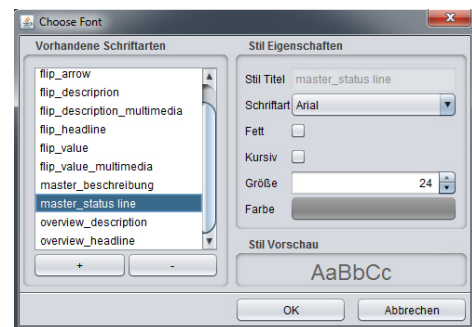 Choose Font
Vorhandene Schriftarten
flip_arrow
flip_descriprion
flip_description_multimedia
flip_headline
flip_value
flip_value_multimedia
master_beschreibung
master_status line
overview_description
overview_headline
+ -
Stil Eigenschaften
Stil Titel master_status line
Schriftart Arial
Fett
Kursiv
Größe 24
Farbe
Stil Vorschau
AaBbCc
OK Abbrechen